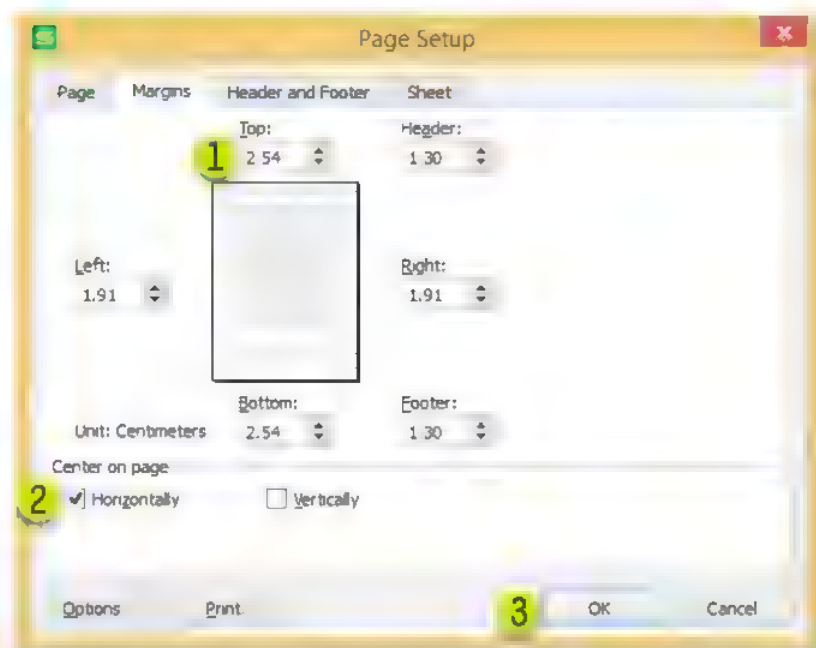 Page Setup
Page Margins Header and Footer Sheet
Top: Header:
1 2.54 1.30
Left: Right:
1.91 1.91
Bottom: Footer:
Unit: Centimeters 2.54 1.30
Center on page
2 Horizontally Vertically
Options Print 3 OK Cancel